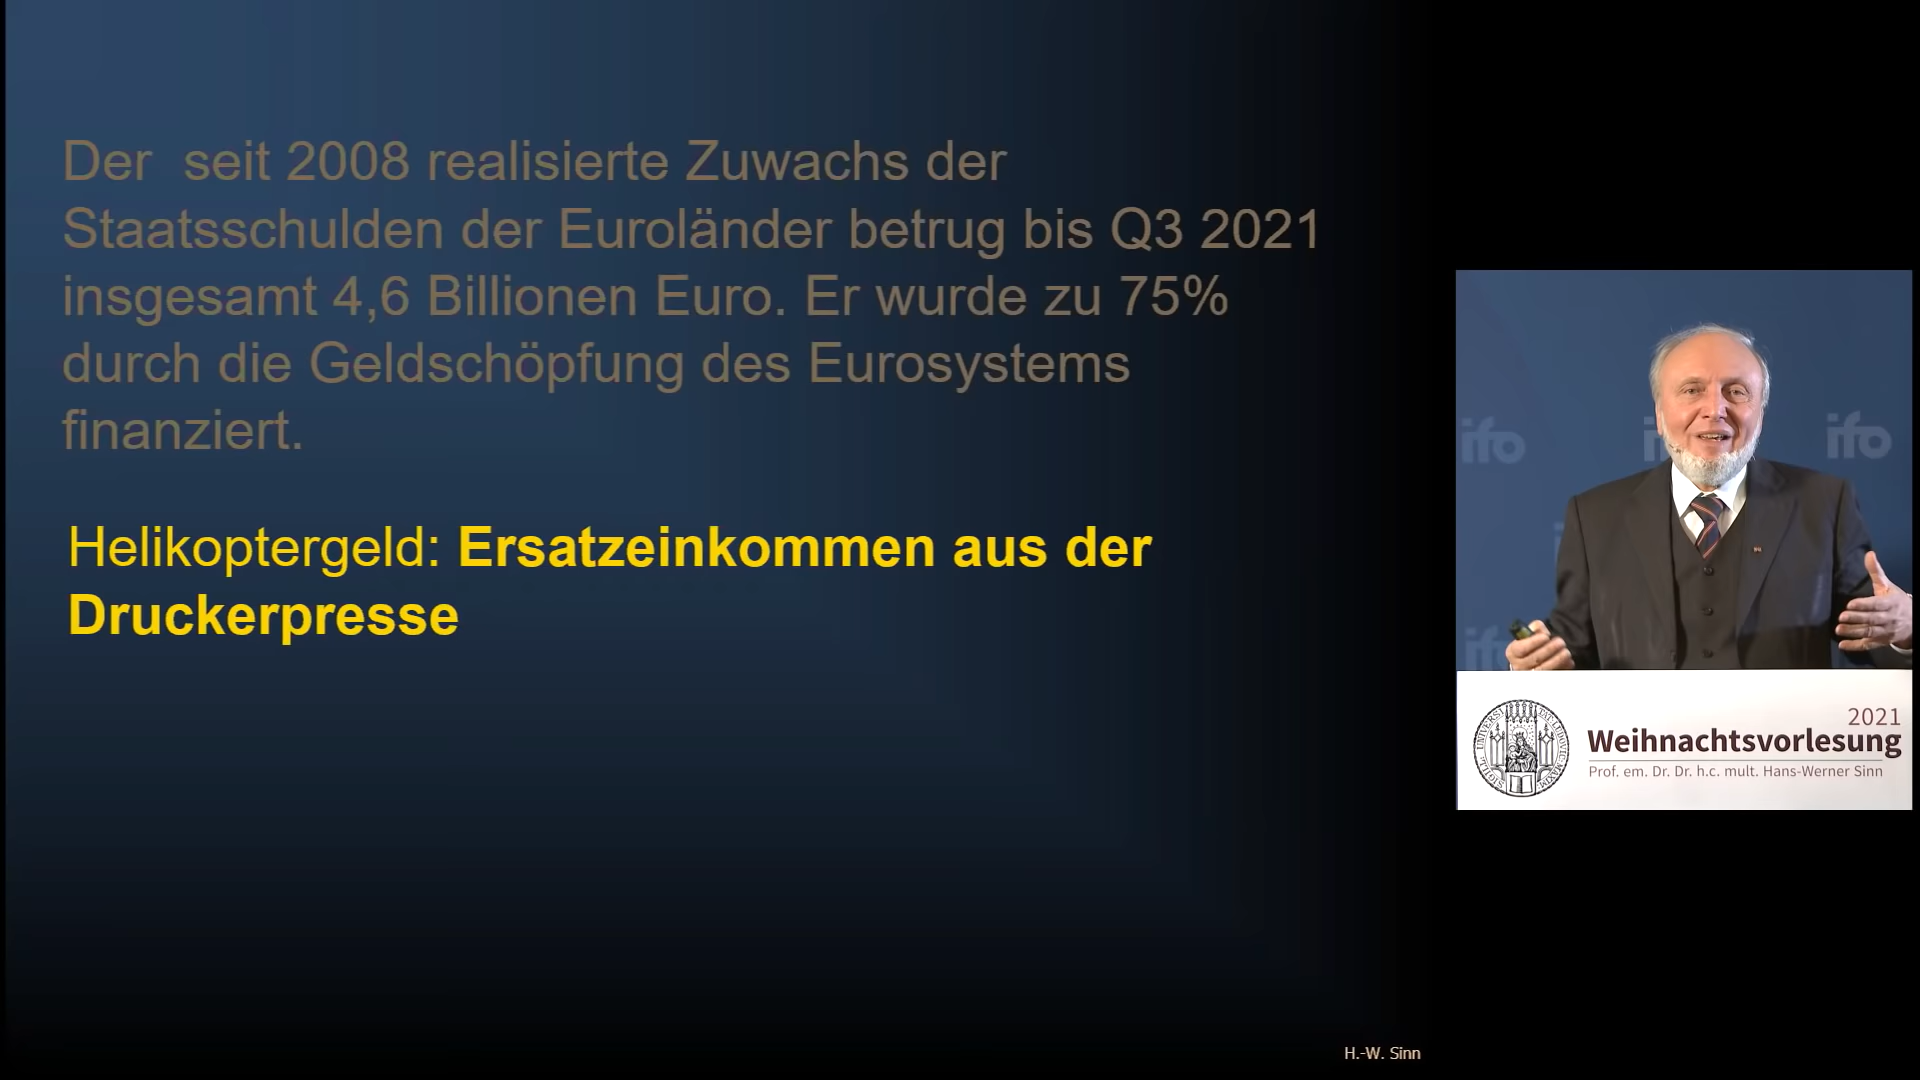 Der seit 2008 realisierte Zuwachs der
Staatsschulden der Euroländer betrug bis Q3 2021
insgesamt 4,6 Billionen Euro. Er wurde zu 75%
durch die Geldschöpfung des Eurosystems
finanziert.
Helikoptergeld: Ersatzeinkommen aus der
Druckerpresse
ifo
ifo
2021
Weihnachtsvorlesung
Prof. em. Dr. Dr. h.c. mult. Hans-Werner Sinn
H.-W. Sinn